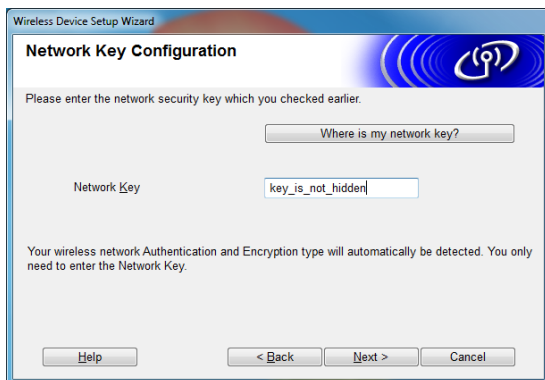 Wireless Device Setup Wizard
Network Key Configuration
Please enter the network security key which you checked earlier.
Where is my network key?
Network Key
key_is_not_hidden
Your wireless network Authentication and Encryption type will automatically be detected. You only
need to enter the Network Key.
Help
< Back
Next >
Cancel